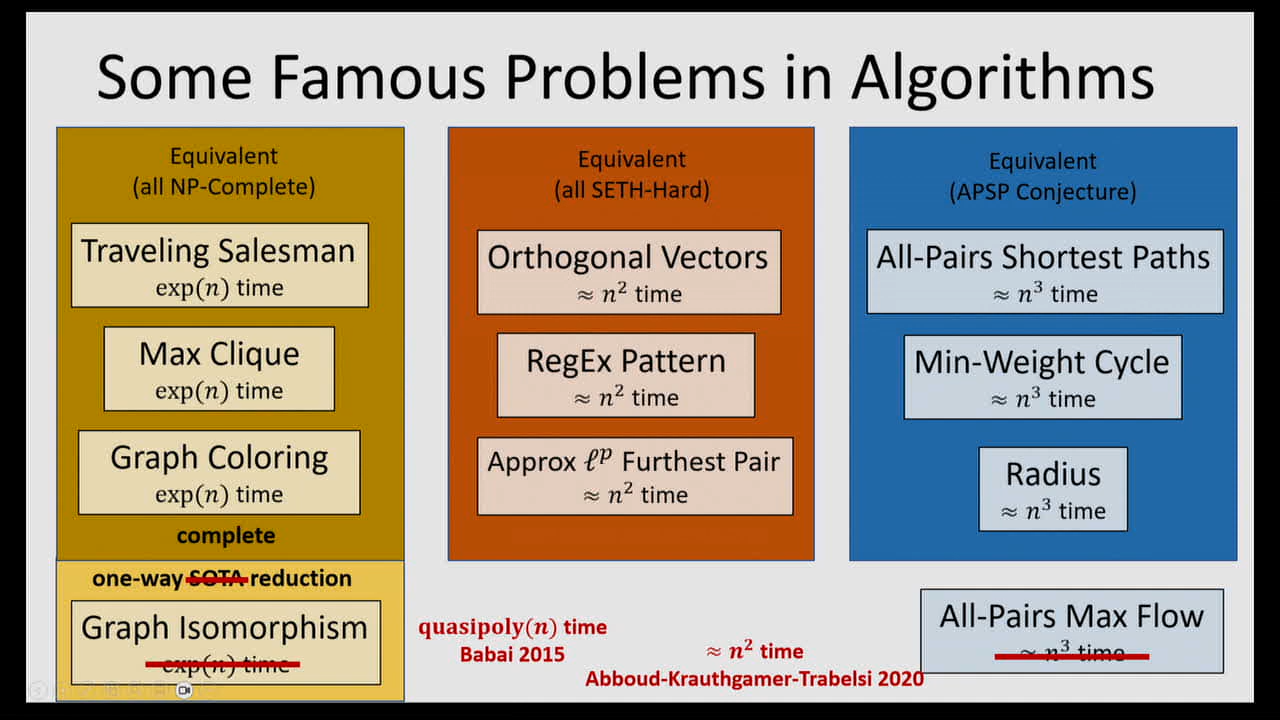 Some Famous Problems in Algorithms
Equivalent
(all NP-Complete)
Traveling Salesman
exp(n) time
Max Clique
exp(n) time
Graph Coloring
exp(n) time
complete
one-way SOTA reduction
Graph Isomorphism
exp(n) time
quasipoly(n) time
Babai 2015
Equivalent
(all SETH-Hard)
Orthogonal Vectors
≈ n² time
RegEx Pattern
≈ n² time
Approx ℓᵖ Furthest Pair
≈ n² time
Equivalent
(APSP Conjecture)
All-Pairs Shortest Paths
≈ n³ time
Min-Weight Cycle
≈ n³ time
Radius
≈ n³ time
All-Pairs Max Flow
≈ n³ time
≈ n² time
Abboud-Krauthgamer-Trabelsi 2020